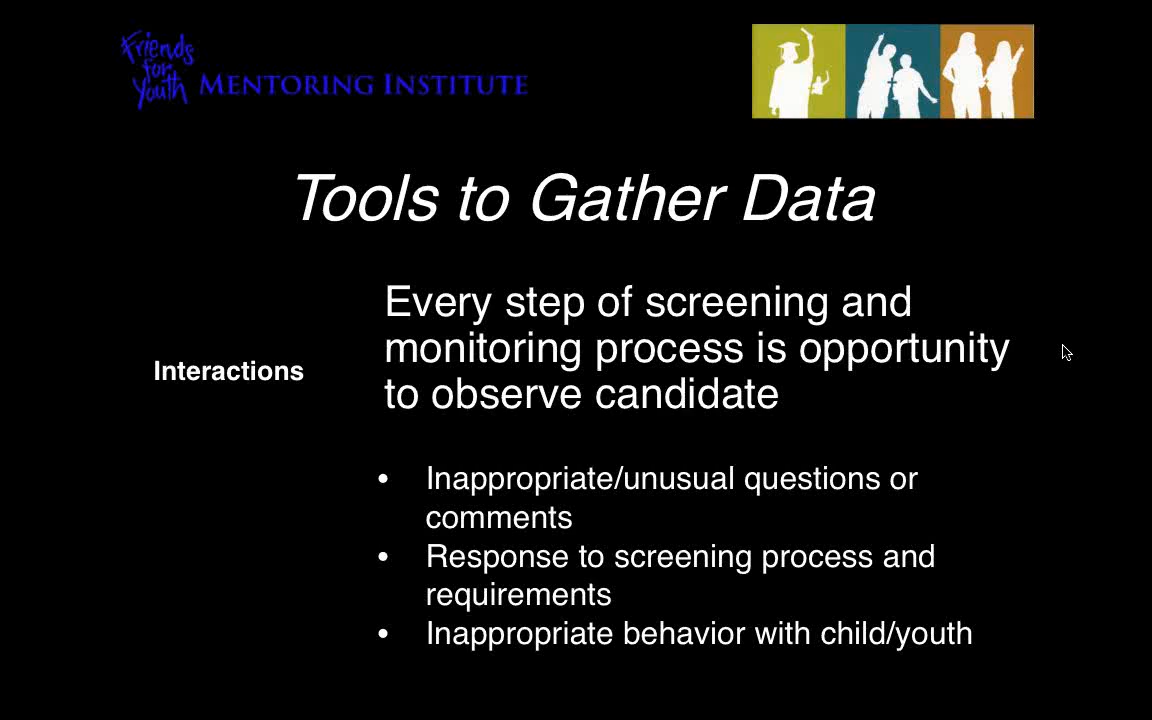 Friends
for
Youth
MENTORING INSTITUTE
Tools to Gather Data
Interactions
Every step of screening and
monitoring process is opportunity
to observe candidate
• Inappropriate/unusual questions or
comments
• Response to screening process and
requirements
• Inappropriate behavior with child/youth